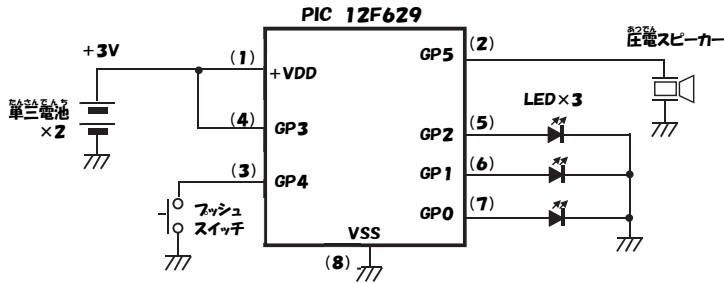 PIC 12F629
+3V
(1)
+VDD
GP5
(2)
あつでん
圧電スピーカー
たんさんでんち
単三電池
×2
(4)
GP3
LED×3
GP2
(5)
(3)
GP4
GP1
(6)
プッシュ
スイッチ
GP0
(7)
VSS
(8)